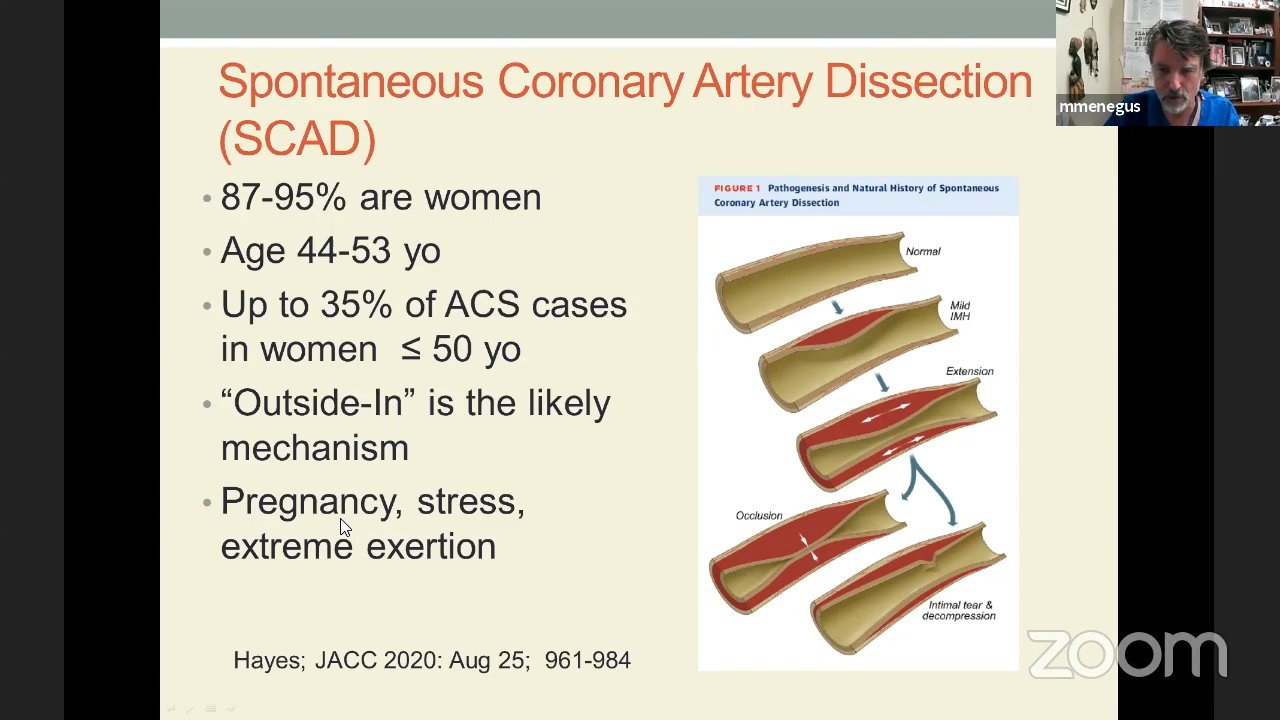 Spontaneous Coronary Artery Dissection
(SCAD)
mmenegus
• 87-95% are women
• Age 44-53 yo
• Up to 35% of ACS cases
in women ≤ 50 yo
• “Outside-In” is the likely
mechanism
• Pregnancy, stress,
extreme exertion
Hayes; JACC 2020: Aug 25; 961-984
FIGURE 1 Pathogenesis and Natural History of Spontaneous
Coronary Artery Dissection
Normal
Mild
IMH
Extension
Occlusion
Intimal tear &
decompression
zoom